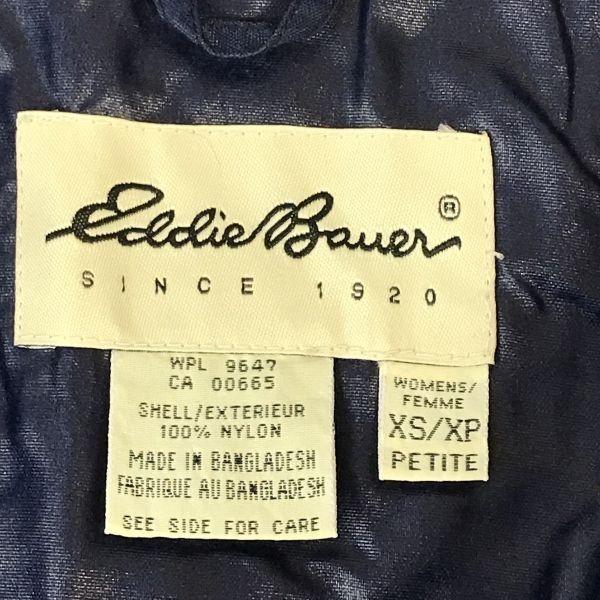 Eddie Bauer®
SINCE 1920
WPL 9647
CA 00665
SHELL/EXTERIEUR
100% NYLON
MADE IN BANGLADESH
FABRIQUE AU BANGLADESH
SEE SIDE FOR CARE
WOMENS/
FEMME
XS/XP
PETITE